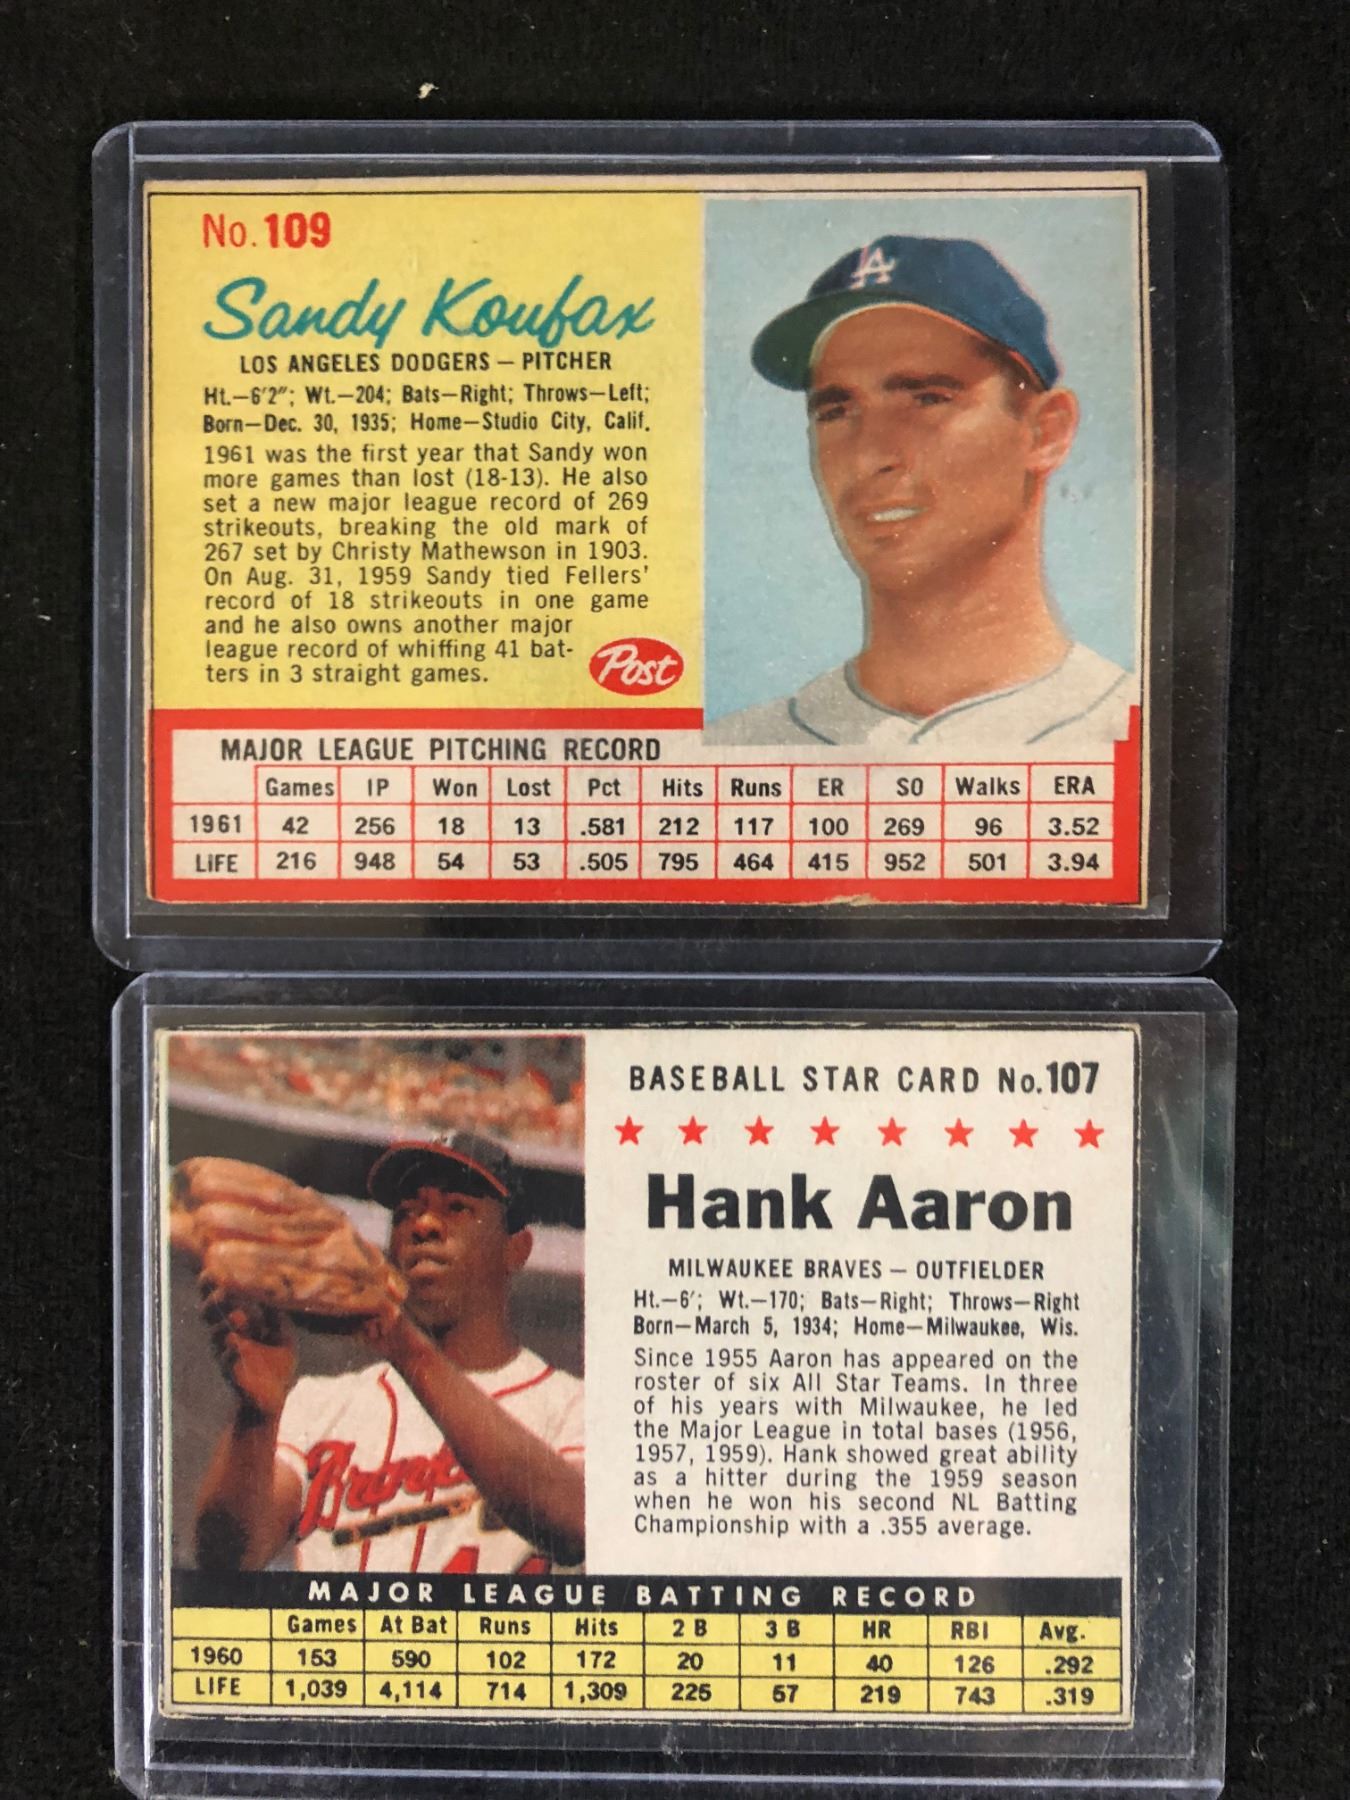 No. 109
Sandy Koufax
LOS ANGELES DODGERS — PITCHER
Ht.—6'2"; Wt.—204; Bats—Right; Throws—Left;
Born—Dec. 30, 1935; Home—Studio City, Calif.
1961 was the first year that Sandy won
more games than lost (18-13). He also
set a new major league record of 269
strikeouts, breaking the old mark of
267 set by Christy Mathewson in 1903.
On Aug. 31, 1959 Sandy tied Fellers'
record of 18 strikeouts in one game
and he also owns another major
league record of whiffing 41 bat-
ters in 3 straight games.
Post
LA
MAJOR LEAGUE PITCHING RECORD
Games IP Won Lost Pct Hits Runs ER SO Walks ERA
1961 42 256 18 13 .581 212 117 100 269 96 3.52
LIFE 216 948 54 53 .505 795 464 415 952 501 3.94
BASEBALL STAR CARD No. 107
Hank Aaron
MILWAUKEE BRAVES — OUTFIELDER
Ht.—6'; Wt.—170; Bats—Right; Throws—Right
Born—March 5, 1934; Home—Milwaukee, Wis.
Since 1955 Aaron has appeared on the
roster of six All Star Teams. In three
of his years with Milwaukee, he led
the Major League in total bases (1956,
1957, 1959). Hank showed great ability
as a hitter during the 1959 season
when he won his second NL Batting
Championship with a .355 average.
Braves
MAJOR LEAGUE BATTING RECORD
Games At Bat Runs Hits 2 B 3 B HR RBI Avg.
1960 153 590 102 172 20 11 40 126 .292
LIFE 1,039 4,114 714 1,309 225 57 219 743 .319